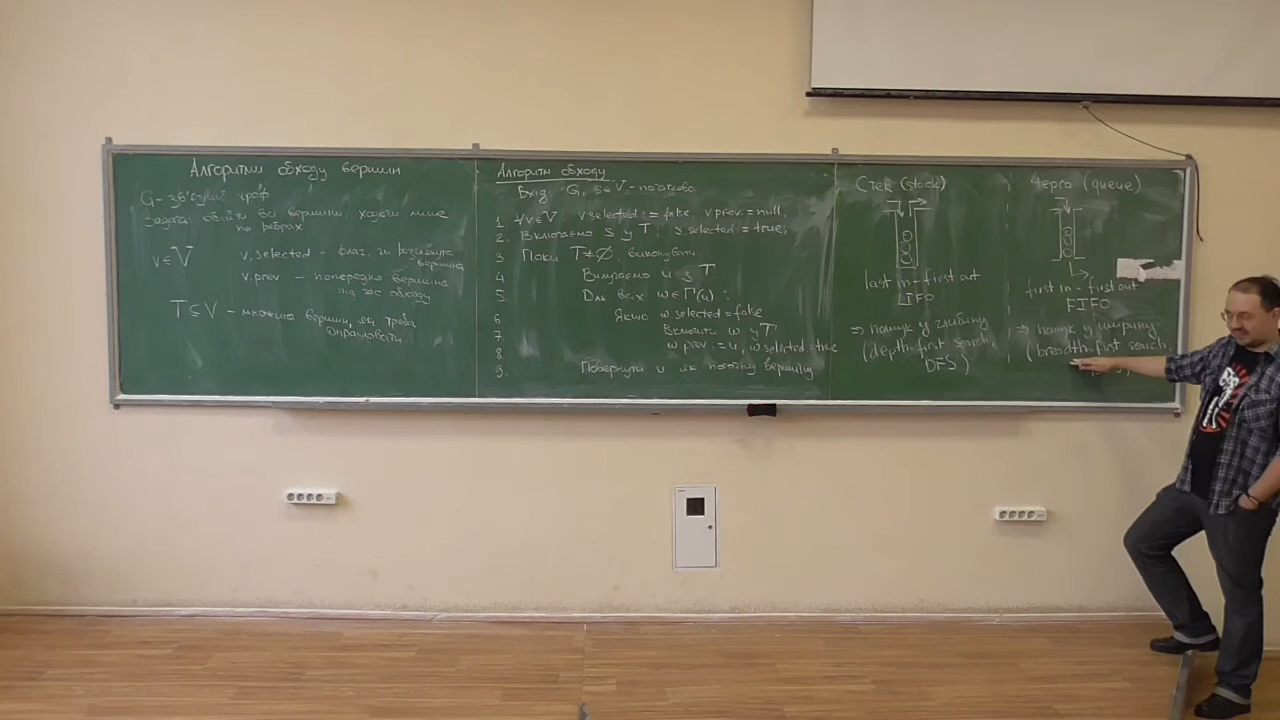 Алгоритми обходу вершин
G - зв'язний граф
Задача: обійти всі вершини, ходячи лише
по ребрах
v∈V v.selected - флаг, чи розглянута
вершина
v.prev - попередня вершина
під час обходу
T⊆V - множина вершин, які треба
опрацювати
Алгоритм обходу
Вхід: G, s∈V - початкова
1. ∀v∈V v.selected := false, v.prev := null,
2. Включаємо s у T, s.selected := true,
3. Поки T≠∅, виконувати
4. Вилучаємо u з T
5. Для всіх w∈Γ(u):
6. Якщо w.selected = false
7. Включити w у T
8. w.prev := u, w.selected := true
9. Повернути u як поточну вершину
Стек (stack)
last in - first out
LIFO
⇒ пошук у глибину
(depth-first search,
DFS)
Черга (queue)
first in - first out
FIFO
⇒ пошук у ширину
(breadth-first search,